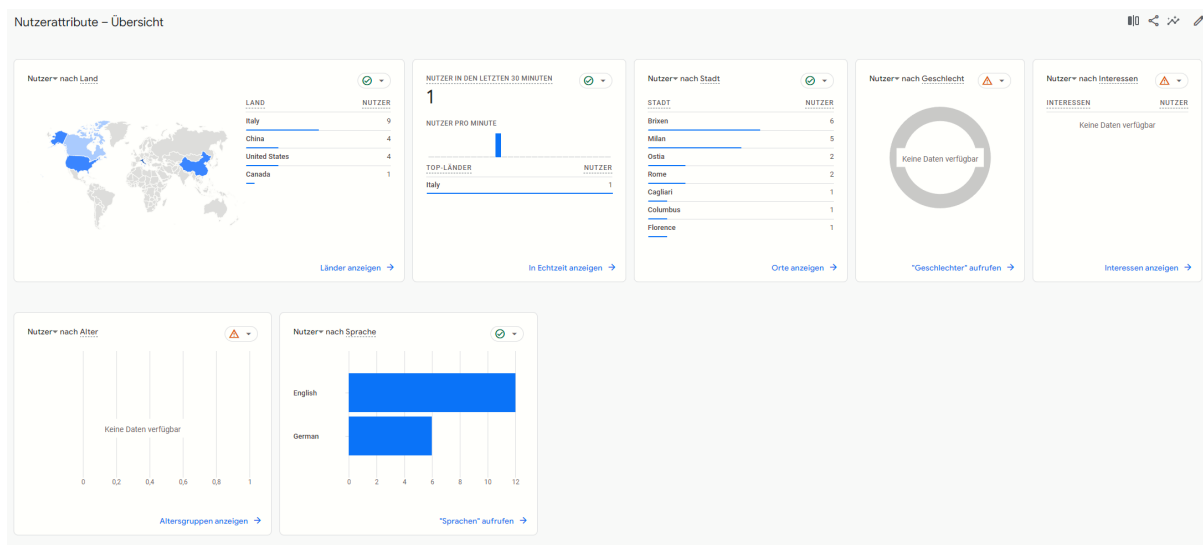 Nutzerattribute – Übersicht
Nutzer nach Land
LAND NUTZER
Italy 9
China 4
United States 4
Canada 1
Länder anzeigen
NUTZER IN DEN LETZTEN 30 MINUTEN
1
NUTZER PRO MINUTE
TOP-LÄNDER NUTZER
Italy 1
In Echtzeit anzeigen
Nutzer nach Stadt
STADT NUTZER
Brixen 6
Milan 5
Ostia 2
Rome 2
Cagliari 1
Columbus 1
Florence 1
Orte anzeigen
Nutzer nach Geschlecht
Keine Daten verfügbar
"Geschlechter" aufrufen
Nutzer nach Interessen
INTERESSEN NUTZER
Keine Daten verfügbar
Interessen anzeigen
Nutzer nach Alter
Keine Daten verfügbar
0 0,2 0,4 0,6 0,8 1
Altersgruppen anzeigen
Nutzer nach Sprache
English
German
0 2 4 6 8 10 12
"Sprachen" aufrufen